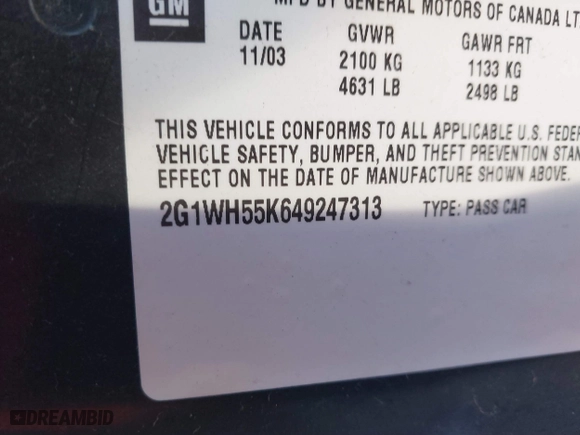 GM
MFD BY GENERAL MOTORS OF CANADA LT
DATE GVWR GAWR FRT
11/03 2100 KG 1133 KG
4631 LB 2498 LB
THIS VEHICLE CONFORMS TO ALL APPLICABLE U.S. FEDER
VEHICLE SAFETY, BUMPER, AND THEFT PREVENTION STAN
EFFECT ON THE DATE OF MANUFACTURE SHOWN ABOVE.
2G1WH55K649247313 TYPE: PASS CAR
DREAMBID